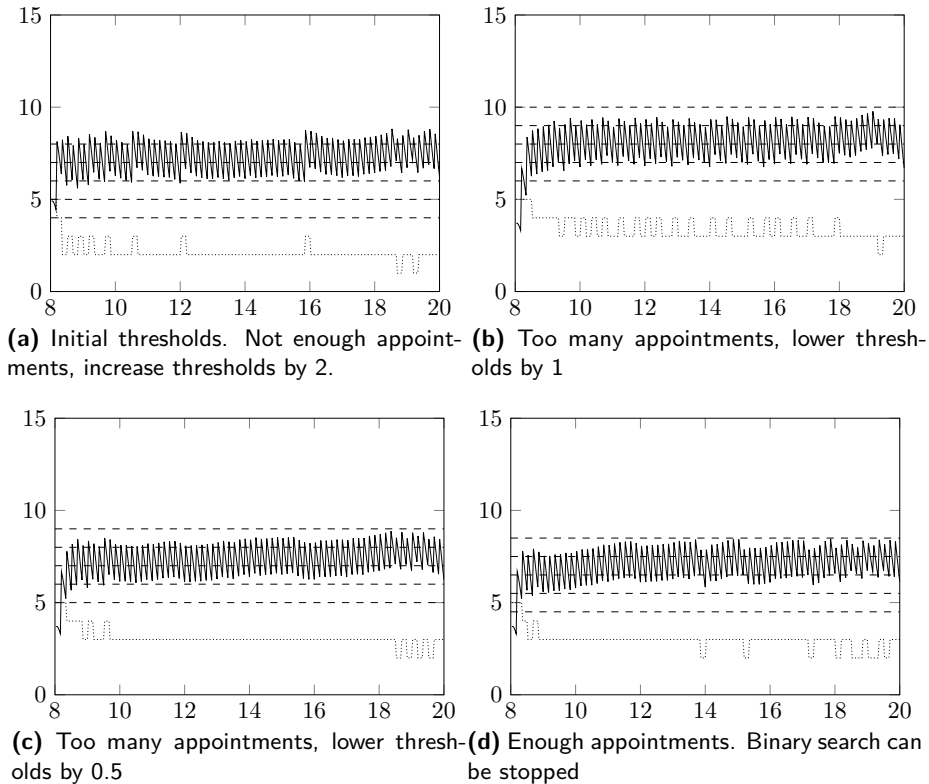 15
10
5
0
8 10 12 14 16 18 20
(a) Initial thresholds. Not enough appoint-
ments, increase thresholds by 2.
15
10
5
0
8 10 12 14 16 18 20
(b) Too many appointments, lower thresh-
olds by 1
15
10
5
0
8 10 12 14 16 18 20
(c) Too many appointments, lower thresh-
olds by 0.5
15
10
5
0
8 10 12 14 16 18 20
(d) Enough appointments. Binary search can
be stopped